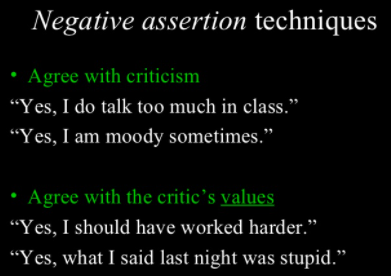 Negative assertion techniques
• Agree with criticism
“Yes, I do talk too much in class.”
“Yes, I am moody sometimes.”
• Agree with the critic’s values
“Yes, I should have worked harder.”
“Yes, what I said last night was stupid.”